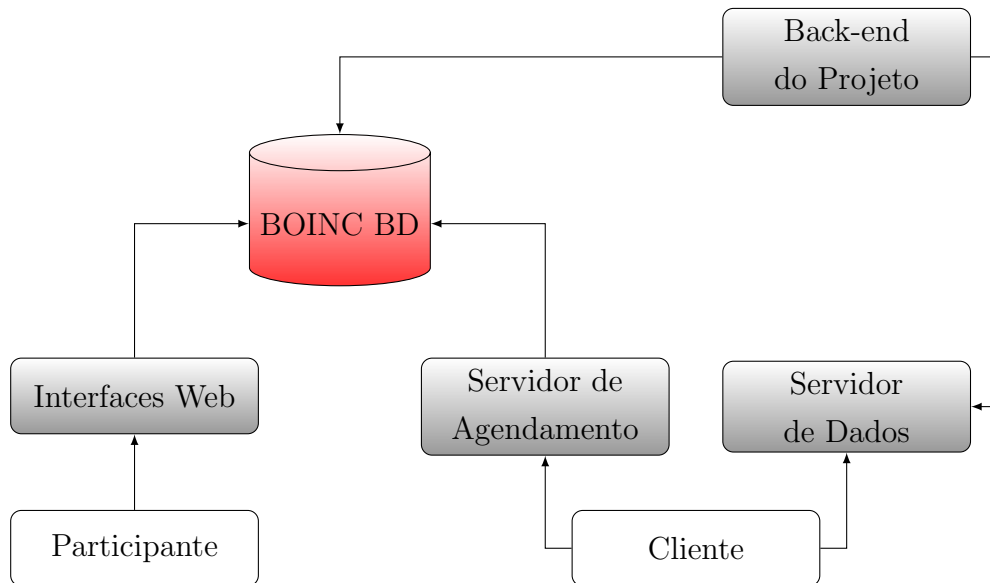 Back-end
do Projeto
BOINC BD
Interfaces Web
Servidor de
Agendamento
Servidor
de Dados
Participante
Cliente